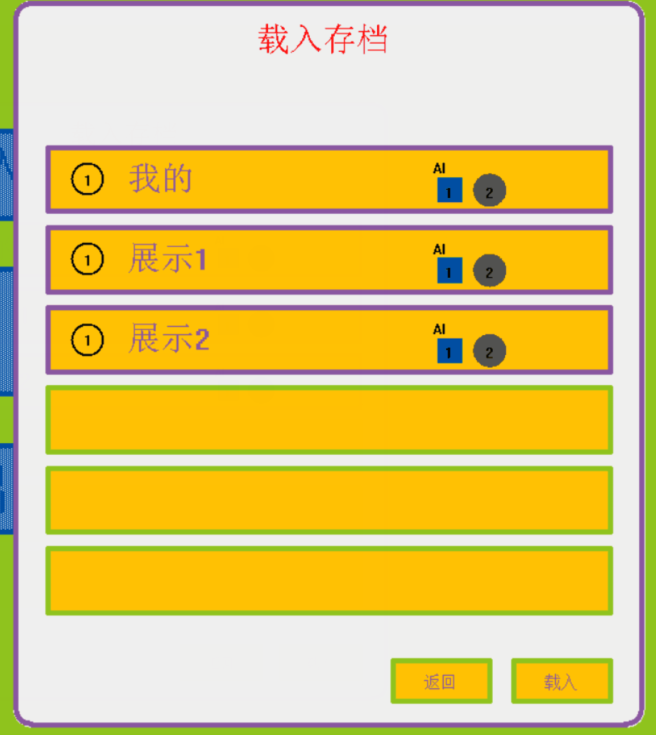 载入存档
① 我的 AI 1 2
① 展示1 AI 1 2
① 展示2 AI 1 2
返回 载入